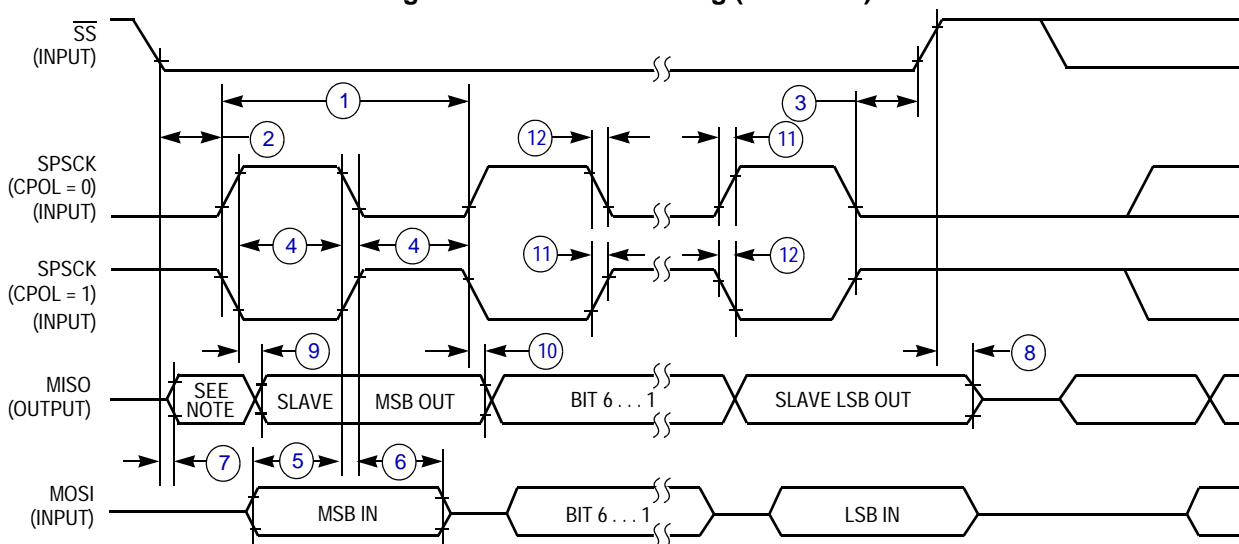 SS
(INPUT)
1
3
2
12
11
SPSCK
(CPOL = 0)
(INPUT)
4
4
11
12
SPSCK
(CPOL = 1)
(INPUT)
9
10
8
MISO
(OUTPUT)
SEE
NOTE
SLAVE
MSB OUT
BIT 6 . . . 1
SLAVE LSB OUT
7
5
6
MOSI
(INPUT)
MSB IN
BIT 6 . . . 1
LSB IN